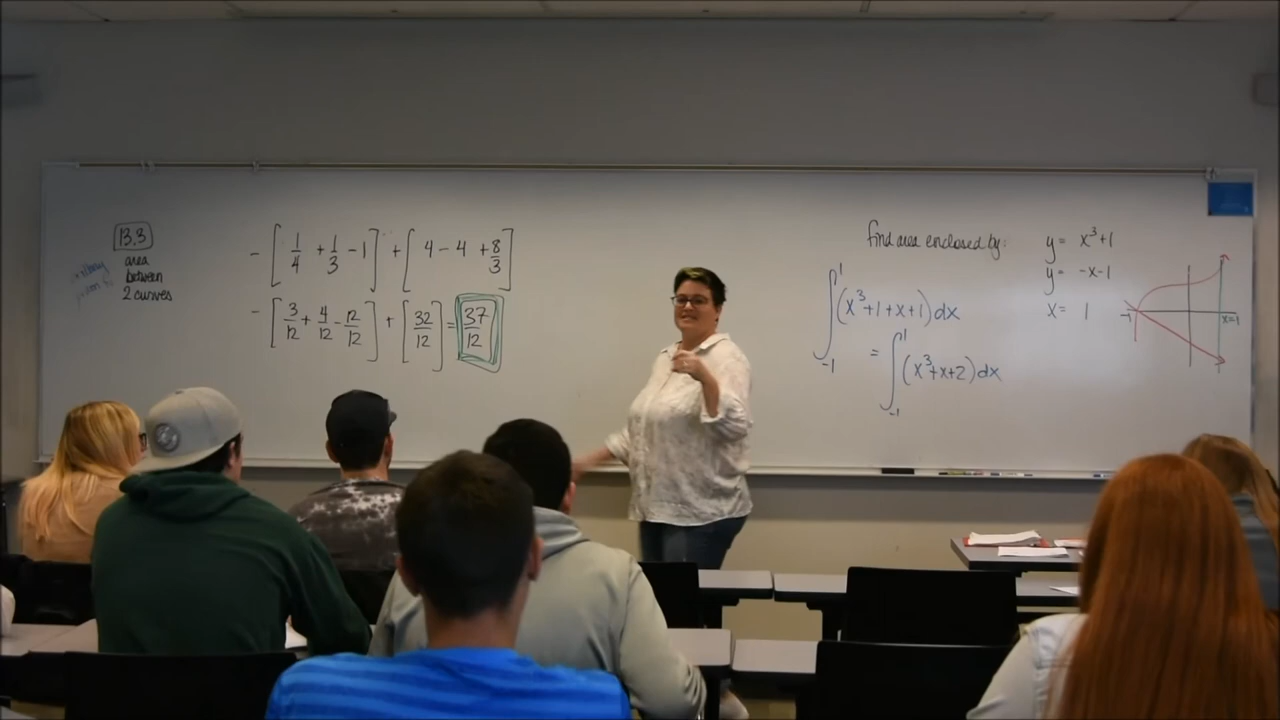 13.3
area
between
2 curves
- [ 1/4 + 1/3 - 1 ] + [ 4 - 4 + 8/3 ]
- [ 3/12 + 4/12 - 12/12 ] + [ 32/12 ] = 37/12
find area enclosed by:
y = x³+1
y = -x-1
x = 1
∫₋₁¹ (x³+1+x+1)dx
= ∫₋₁¹ (x³+x+2)dx
-1
x=1